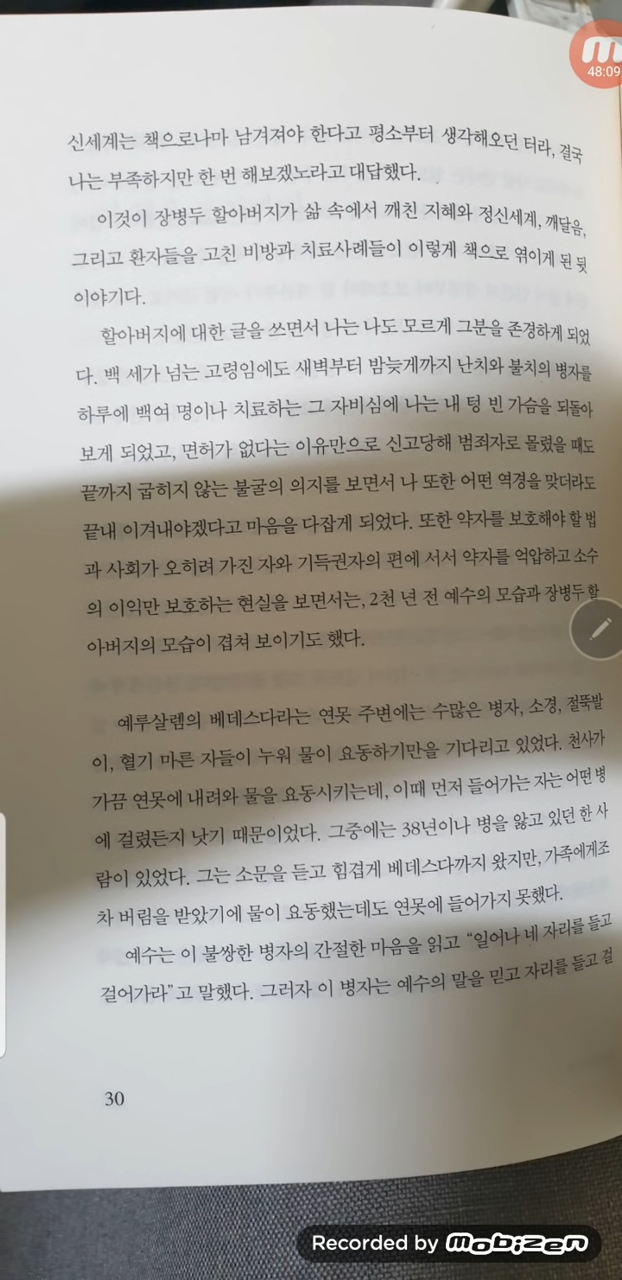 48:09
신세계는 책으로나마 남겨져야 한다고 평소부터 생각해오던 터라, 결국
나는 부족하지만 한 번 해보겠노라고 대답했다.
이것이 장병두 할아버지가 삶 속에서 깨친 지혜와 정신세계, 깨달음,
그리고 환자들을 고친 비방과 치료사례들이 이렇게 책으로 엮이게 된 뒷
이야기다.
할아버지에 대한 글을 쓰면서 나는 나도 모르게 그분을 존경하게 되었
다. 백 세가 넘는 고령임에도 새벽부터 밤늦게까지 난치와 불치의 병자를
하루에 백여 명이나 치료하는 그 자비심에 나는 내 텅 빈 가슴을 되돌아
보게 되었고, 면허가 없다는 이유만으로 신고당해 범죄자로 몰렸을 때도
끝까지 굽히지 않는 불굴의 의지를 보면서 나 또한 어떤 역경을 맞더라도
끝내 이겨내야겠다고 마음을 다잡게 되었다. 또한 약자를 보호해야 할 법
과 사회가 오히려 가진 자와 기득권자의 편에 서서 약자를 억압하고 소수
의 이익만 보호하는 현실을 보면서는, 2천 년 전 예수의 모습과 장병두 할
아버지의 모습이 겹쳐 보이기도 했다.
예루살렘의 베데스다라는 연못 주변에는 수많은 병자, 소경, 절뚝발
이, 혈기 마른 자들이 누워 물이 요동하기만을 기다리고 있었다. 천사가
가끔 연못에 내려와 물을 요동시키는데, 이때 먼저 들어가는 자는 어떤 병
에 걸렸든지 낫기 때문이었다. 그중에는 38년이나 병을 앓고 있던 한 사
람이 있었다. 그는 소문을 듣고 힘겹게 베데스다까지 왔지만, 가족에게조
차 버림을 받았기에 물이 요동했는데도 연못에 들어가지 못했다.
예수는 이 불쌍한 병자의 간절한 마음을 읽고 “일어나 네 자리를 들고
걸어가라”고 말했다. 그러자 이 병자는 예수의 말을 믿고 자리를 들고 걸
30
Recorded by mobizen